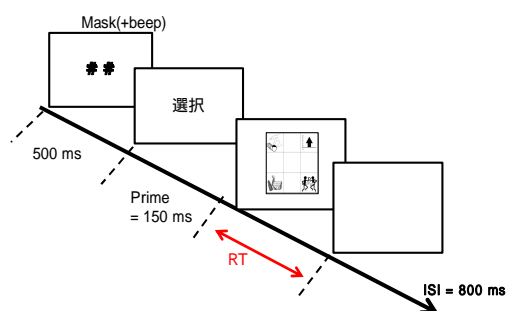 Mask(+beep)
##
選択
500 ms
Prime
= 150 ms
RT
ISI = 800 ms